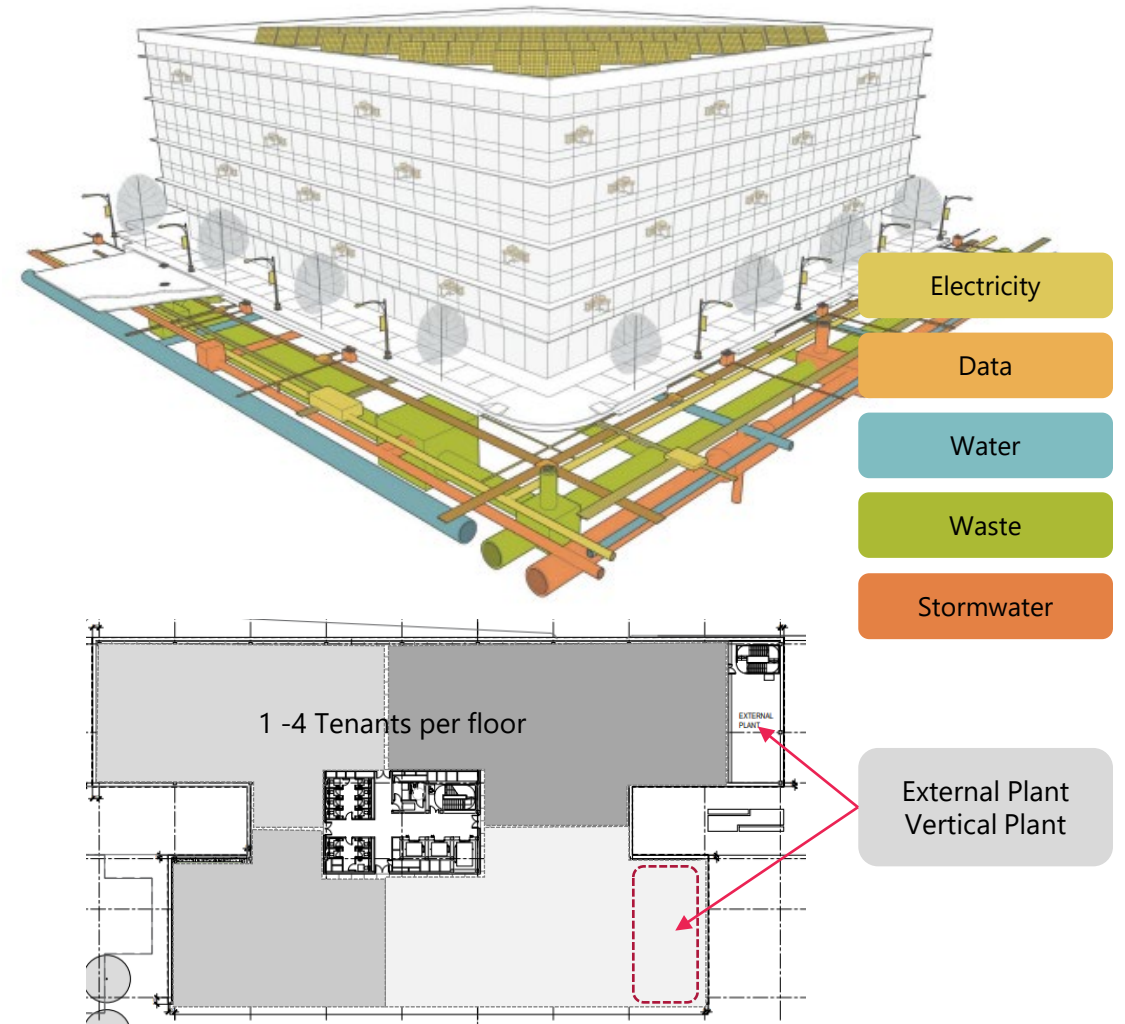 Electricity
Data
Water
Waste
Stormwater
1 -4 Tenants per floor
EXTERNAL
PLANT
External Plant
Vertical Plant